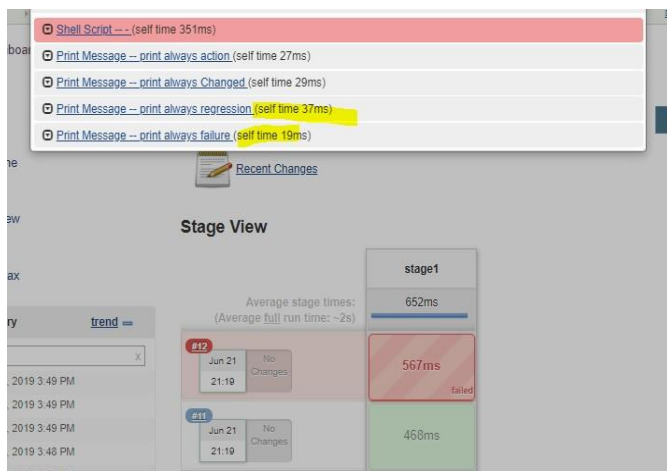 Shell Script -- - (self time 351ms)
boar
Print Message -- print always action (self time 27ms)
Print Message -- print always Changed (self time 29ms)
Print Message -- print always regression (self time 37ms)
Print Message -- print always failure (self time 19ms)
ne
Recent Changes
ew
Stage View
ax
stage1
Average stage times:
(Average full run time: ~2s)
652ms
ry trend
x
#12
Jun 21
21:19
No
Changes
567ms
failed
, 2019 3:49 PM
, 2019 3:49 PM
, 2019 3:49 PM
, 2019 3:48 PM
#11
Jun 21
21:19
No
Changes
468ms